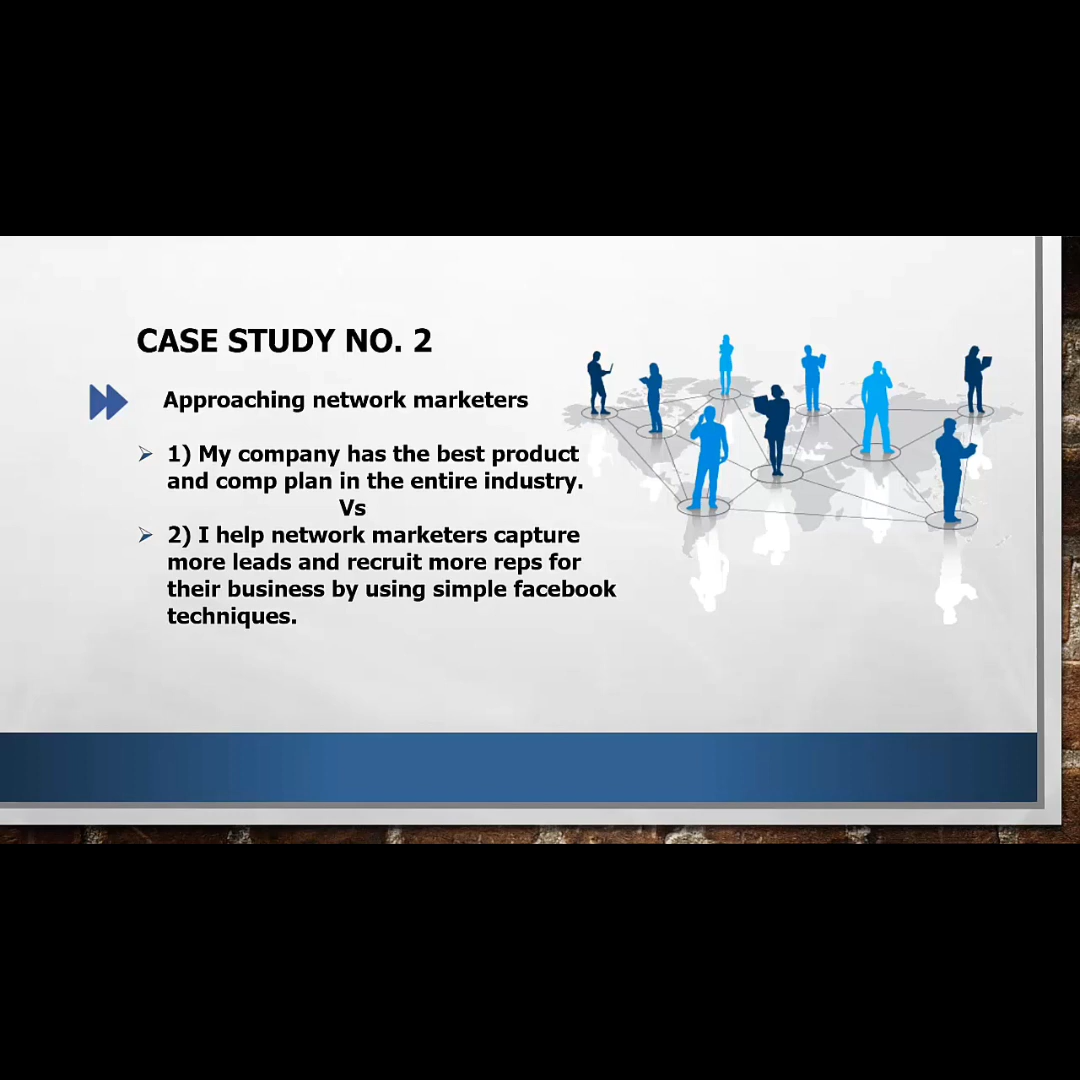 CASE STUDY NO. 2
Approaching network marketers
1) My company has the best product
and comp plan in the entire industry.
Vs
2) I help network marketers capture
more leads and recruit more reps for
their business by using simple facebook
techniques.